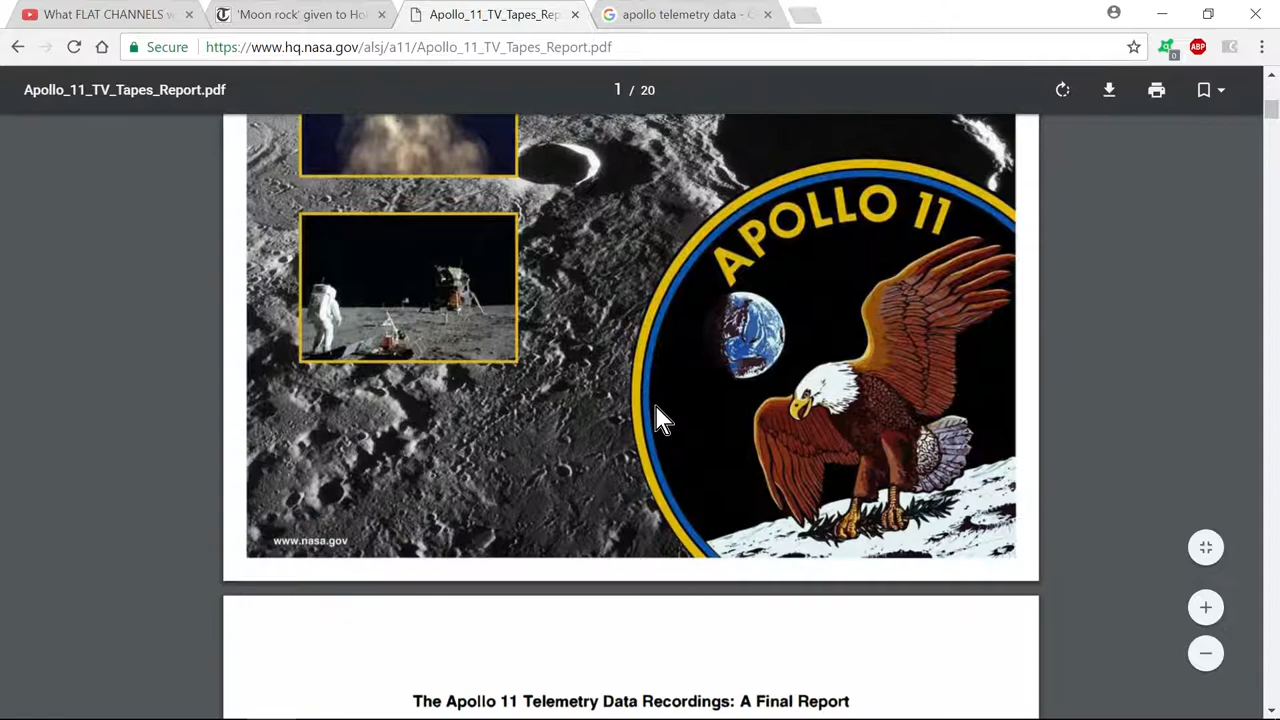 What FLAT CHANNELS w
'Moon rock' given to Ho
Apollo_11_TV_Tapes_Rep
apollo telemetry data - G
Secure
https://www.hq.nasa.gov/alsj/a11/Apollo_11_TV_Tapes_Report.pdf
ABP
0
Apollo_11_TV_Tapes_Report.pdf
1 / 20
APOLLO 11
www.nasa.gov
The Apollo 11 Telemetry Data Recordings: A Final Report